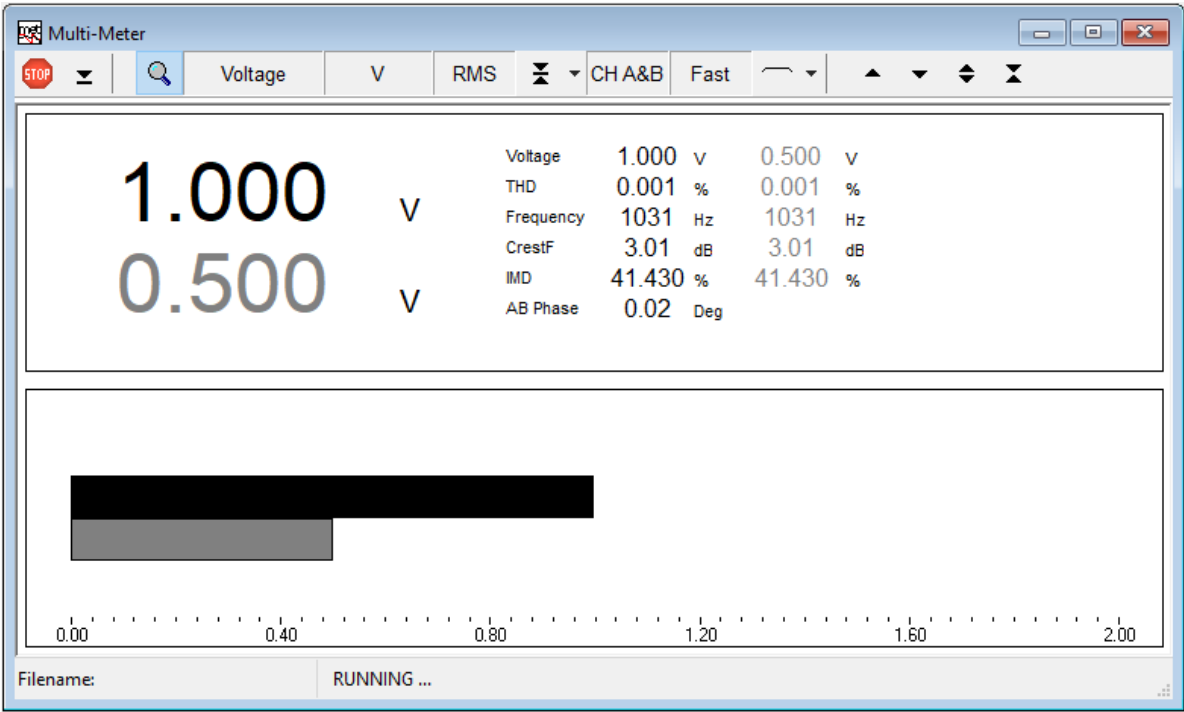 Multi-Meter
STOP Voltage V RMS CH A&B Fast
1.000 V
0.500 V
Voltage 1.000 V 0.500 V
THD 0.001 % 0.001 %
Frequency 1031 Hz 1031 Hz
CrestF 3.01 dB 3.01 dB
IMD 41.430 % 41.430 %
AB Phase 0.02 Deg
0.00 0.40 0.80 1.20 1.60 2.00
Filename: RUNNING ...